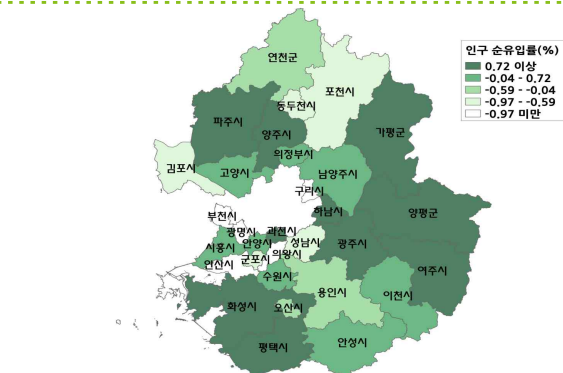 인구 순유입률(%)
0.72 이상
-0.04 - 0.72
-0.59 - -0.04
-0.97 - -0.59
-0.97 미만
연천군
포천시
동두천시
파주시
양주시
가평군
의정부시
김포시
고양시
남양주시
구리시
하남시
양평군
부천시
광명시
과천시
시흥시
안양시
성남시
광주시
안산시
군포시
의왕시
여주시
수원시
용인시
이천시
화성시
오산시
평택시
안성시